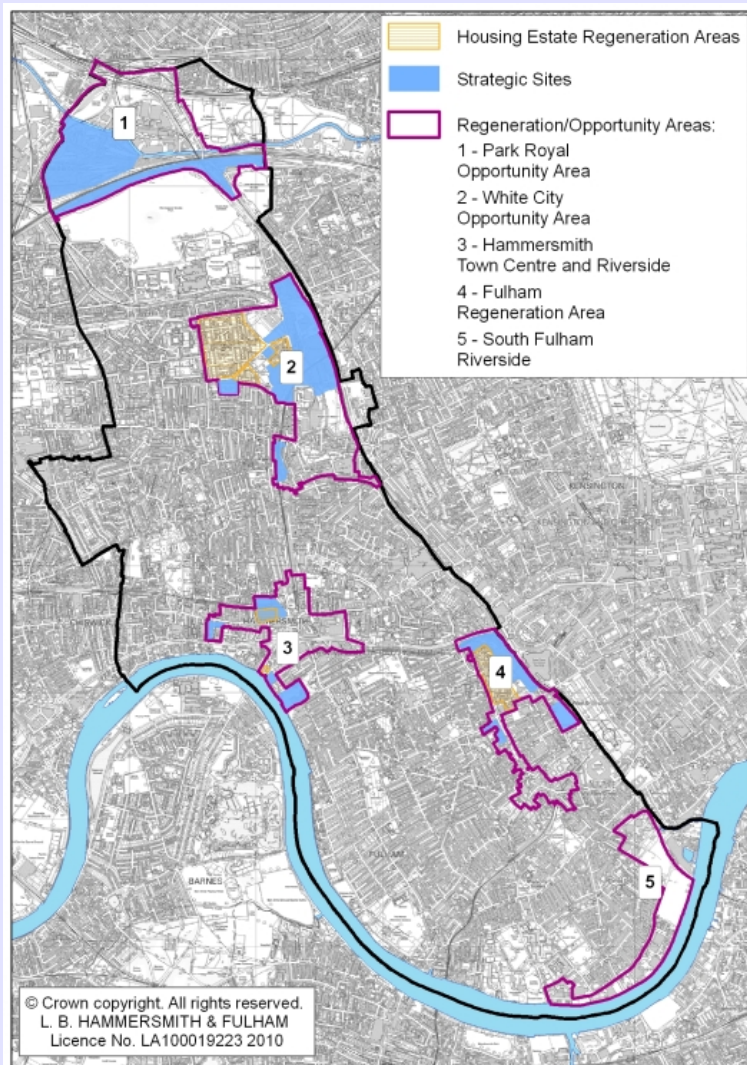 Housing Estate Regeneration Areas
Strategic Sites
Regeneration/Opportunity Areas:
1 - Park Royal
Opportunity Area
2 - White City
Opportunity Area
3 - Hammersmith
Town Centre and Riverside
4 - Fulham
Regeneration Area
5 - South Fulham
Riverside
1
2
KENSINGTON
CHISWICK
HAMMERSMITH
3
4
FULHAM
BARNES
5
© Crown copyright. All rights reserved.
L. B. HAMMERSMITH & FULHAM
Licence No. LA100019223 2010